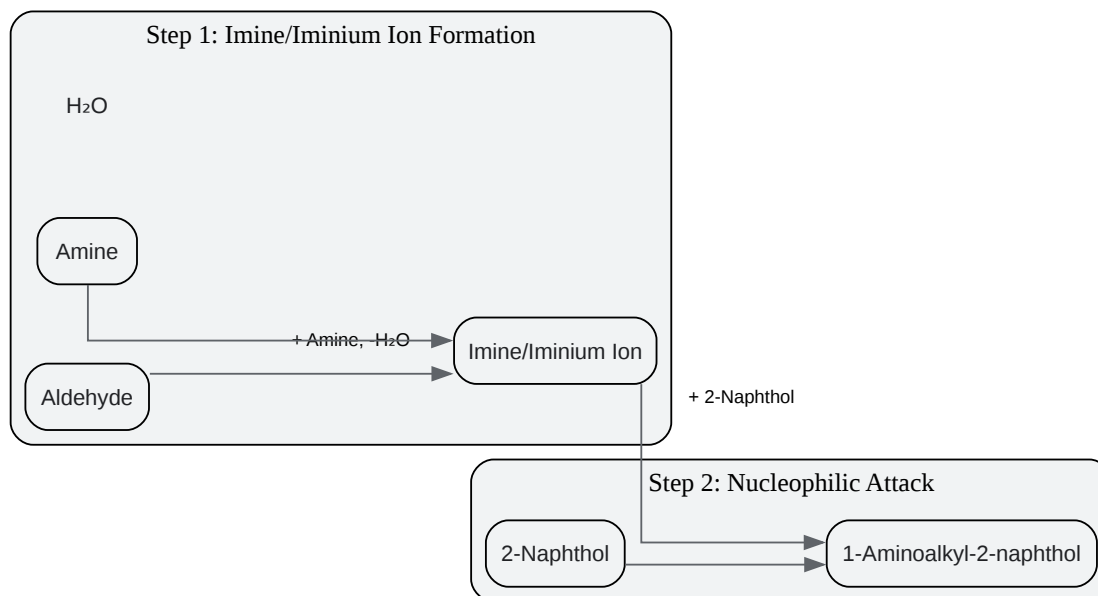 Step 1: Imine/Iminium Ion Formation
H₂O
Amine
+ Amine, -H₂O
Imine/Iminium Ion
Aldehyde
+ 2-Naphthol
Step 2: Nucleophilic Attack
2-Naphthol
1-Aminoalkyl-2-naphthol